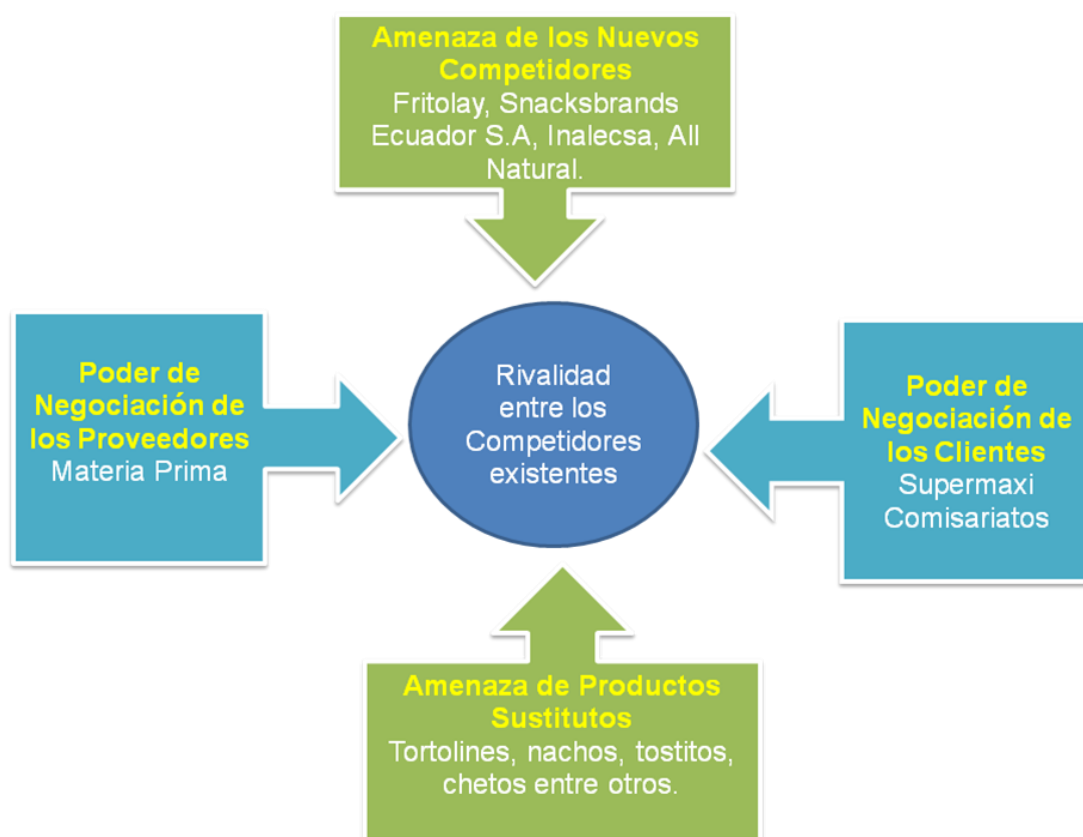 Amenaza de los Nuevos
Competidores
Fritolay, Snacksbrands
Ecuador S.A, Inalecsa, All
Natural.
Poder de
Negociación de
los Proveedores
Materia Prima
Rivalidad
entre los
Competidores
existentes
Poder de
Negociación de
los Clientes
Supermaxi
Comisariatos
Amenaza de Productos
Sustitutos
Tortolines, nachos, tostitos,
chetos entre otros.